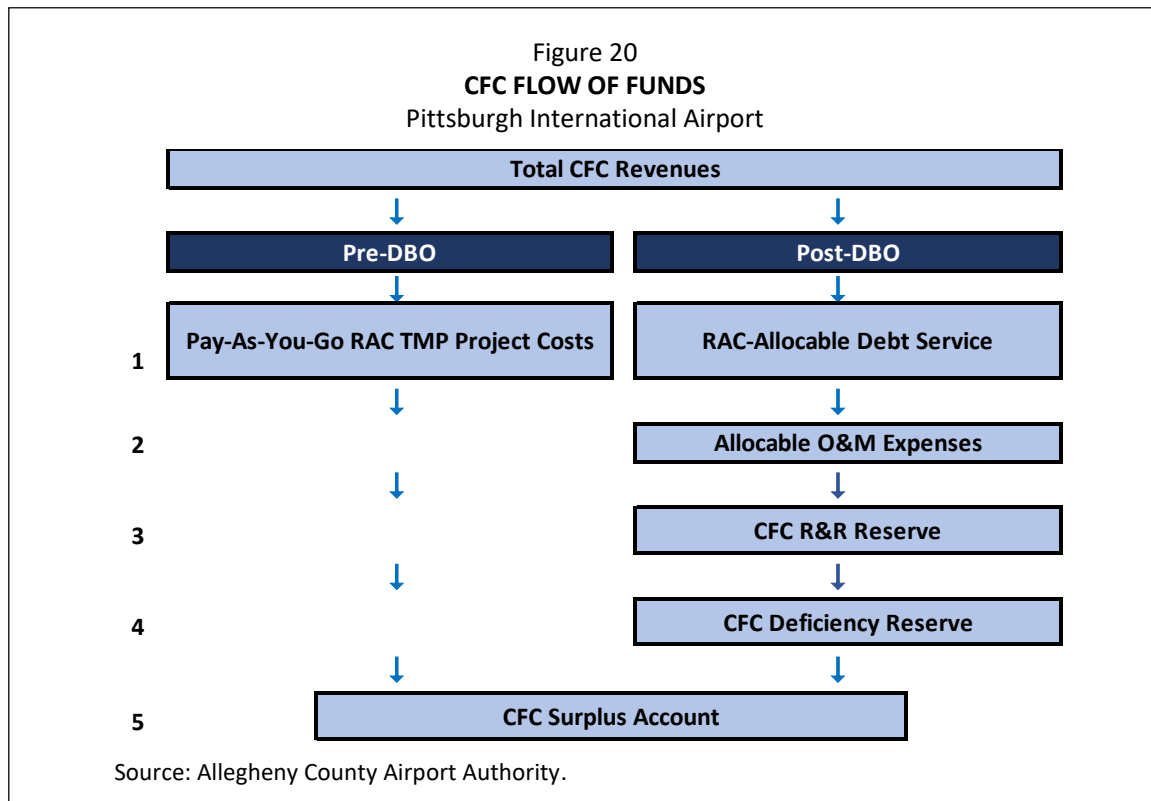 Figure 20
CFC FLOW OF FUNDS
Pittsburgh International Airport
Total CFC Revenues
Pre-DBO
Post-DBO
1
Pay-As-You-Go RAC TMP Project Costs
RAC-Allocable Debt Service
2
Allocable O&M Expenses
3
CFC R&R Reserve
4
CFC Deficiency Reserve
5
CFC Surplus Account
Source: Allegheny County Airport Authority.